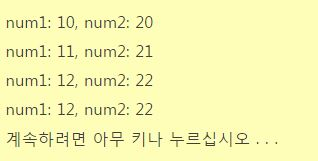 num1: 10, num2: 20
num1: 11, num2: 21
num1: 12, num2: 22
num1: 12, num2: 22
계속하려면 아무 키나 누르십시오 . . .